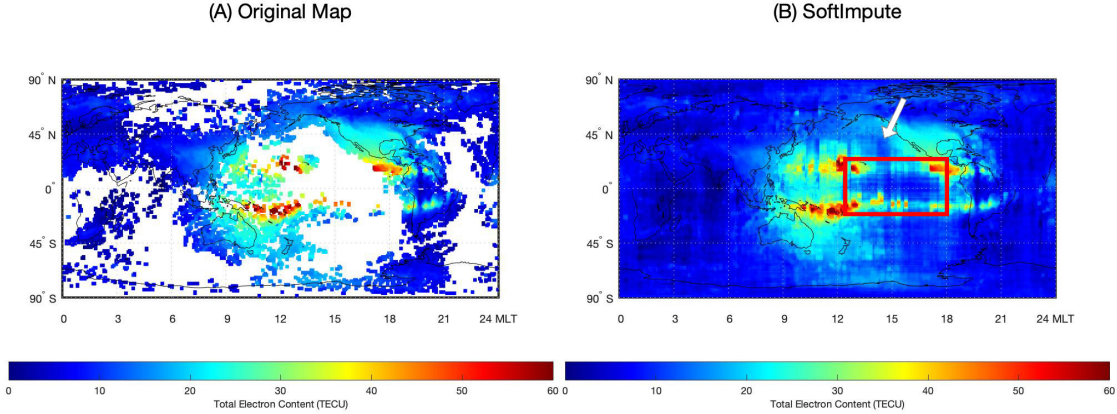 (A) Original Map
(B) SoftImpute
90° N
45° N
0°
45° S
90° S
0 3 6 9 12 15 18 21 24 MLT
90° N
45° N
0°
45° S
90° S
0 3 6 9 12 15 18 21 24 MLT
0 10 20 30 40 50 60
Total Electron Content (TECU)
0 10 20 30 40 50 60
Total Electron Content (TECU)